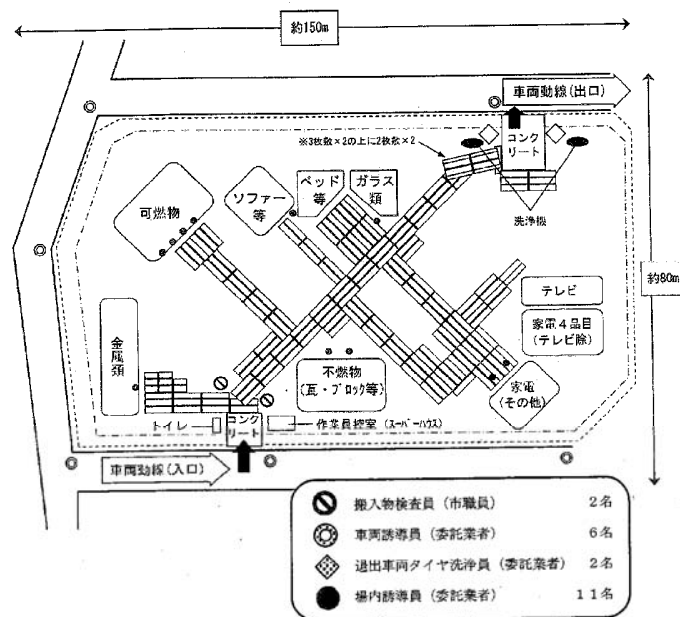 約150m
車両動線(出口)
コンク
リート
※3枚敷×2の上に2枚敷×2
ベッド
等
ガラス
類
ソファー
等
可燃物
洗浄機
約80m
テレビ
家電4品目
(テレビ除)
金属類
不燃物
(瓦・ブロック等)
家電
(その他)
トイレ
コンク
リート
作業員控室 (スーパーハウス)
車両動線(入口)
搬入物検査員 (市職員) 2名
車両誘導員 (委託業者) 6名
退出車両タイヤ洗浄員 (委託業者) 2名
場内誘導員 (委託業者) 11名